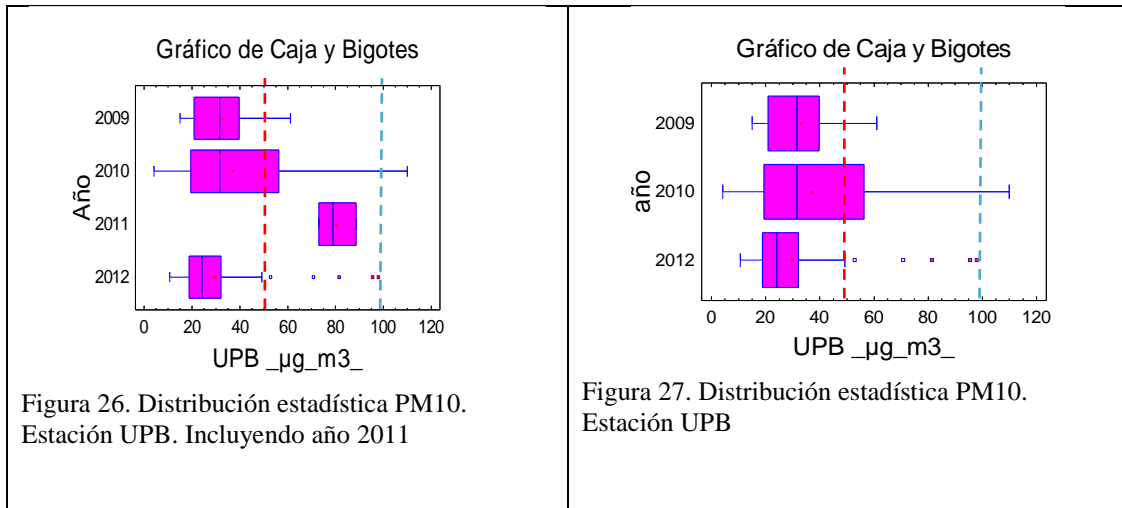 Gráfico de Caja y Bigotes
Año
2009
2010
2011
2012
0 20 40 60 80 100 120
UPB _µg_m3_
Figura 26. Distribución estadística PM10.
Estación UPB. Incluyendo año 2011
Gráfico de Caja y Bigotes
año
2009
2010
2012
0 20 40 60 80 100 120
UPB _µg_m3_
Figura 27. Distribución estadística PM10.
Estación UPB